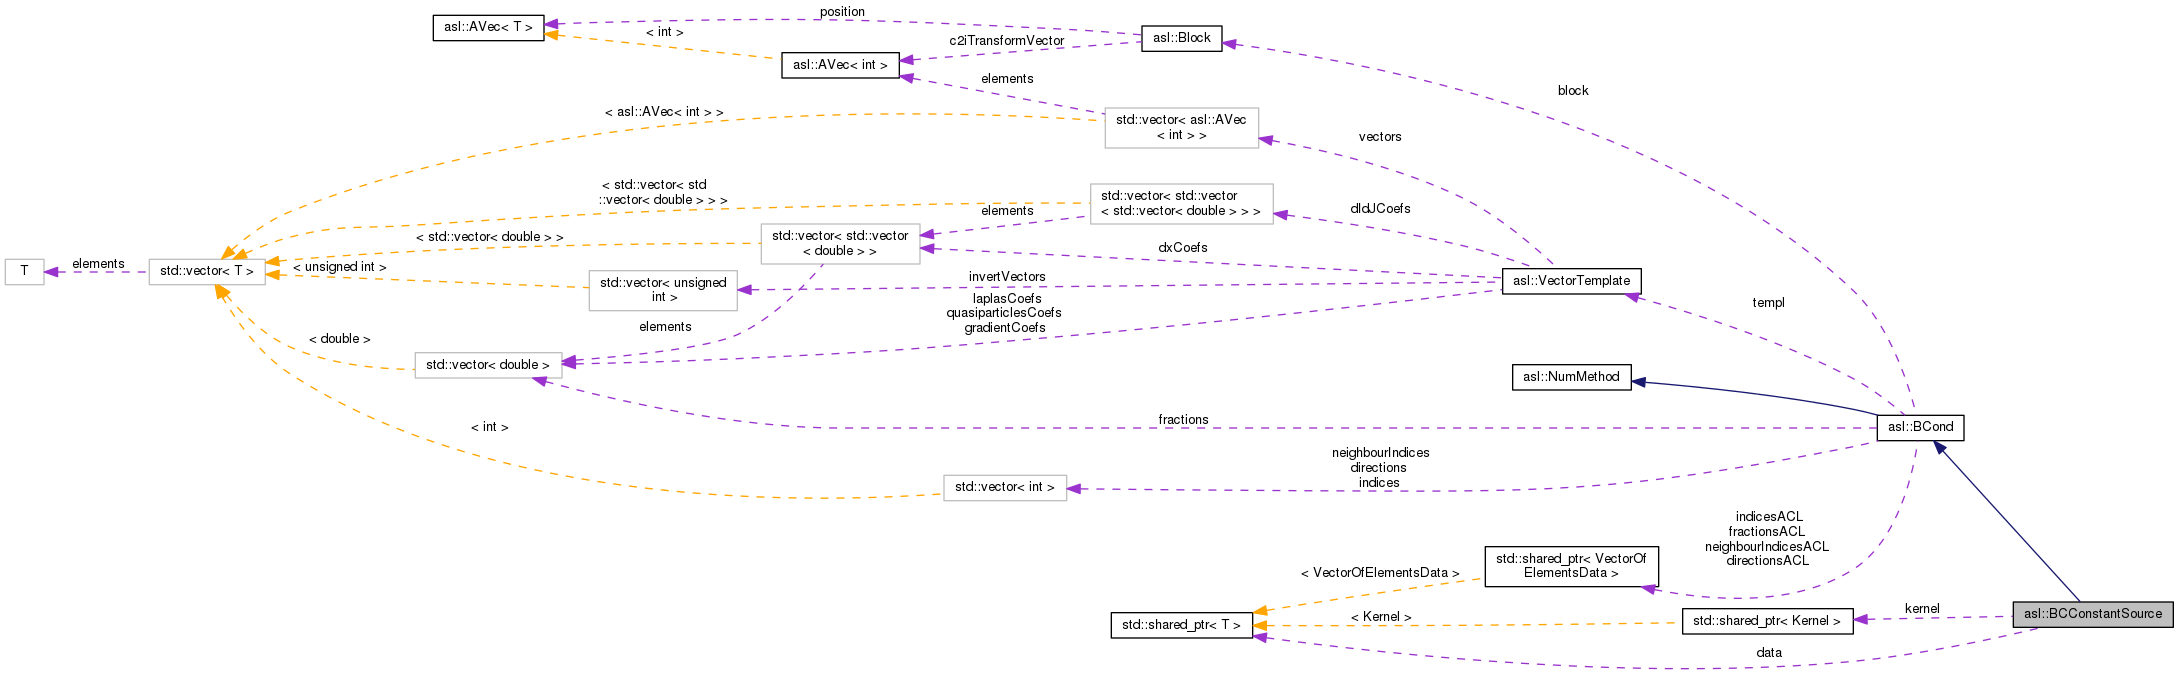 position
asl::AVec< T >
< int >
asl::Block
c2iTransformVector
asl::AVec< int >
elements
block
< asl::AVec< int > >
std::vector< asl::AVec
< int > >
vectors
< std::vector< std
::vector< double > > >
std::vector< std::vector
< std::vector< double > > >
dldJCoefs
elements
< std::vector< double > >
std::vector< std::vector
< double > >
dxCoefs
T
elements
std::vector< T >
< unsigned int >
std::vector< unsigned
int >
invertVectors
asl::VectorTemplate
laplasCoefs
quasiparticlesCoefs
gradientCoefs
templ
elements
< double >
std::vector< double >
asl::NumMethod
fractions
asl::BCond
< int >
neighbourIndices
directions
indices
std::vector< int >
indicesACL
fractionsACL
neighbourIndicesACL
directionsACL
std::shared_ptr< VectorOf
ElementsData >
< VectorOfElementsData >
std::shared_ptr< T >
< Kernel >
std::shared_ptr< Kernel >
kernel
asl::BCConstantSource
data